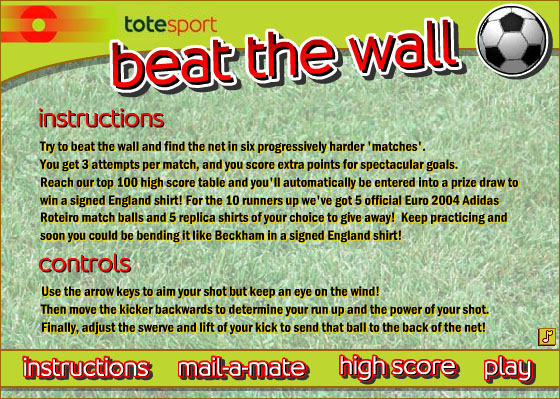 totesport
beat the wall
instructions
Try to beat the wall and find the net in six progressively harder 'matches'.
You get 3 attempts per match, and you score extra points for spectacular goals.
Reach our top 100 high score table and you'll automatically be entered into a prize draw to
win a signed England shirt! For the 10 runners up we've got 5 official Euro 2004 Adidas
Roteiro match balls and 5 replica shirts of your choice to give away! Keep practicing and
soon you could be bending it like Beckham in a signed England shirt!
controls
Use the arrow keys to aim your shot but keep an eye on the wind!
Then move the kicker backwards to determine your run up and the power of your shot.
Finally, adjust the swerve and lift of your kick to send that ball to the back of the net!
instructions mail-a-mate high score play